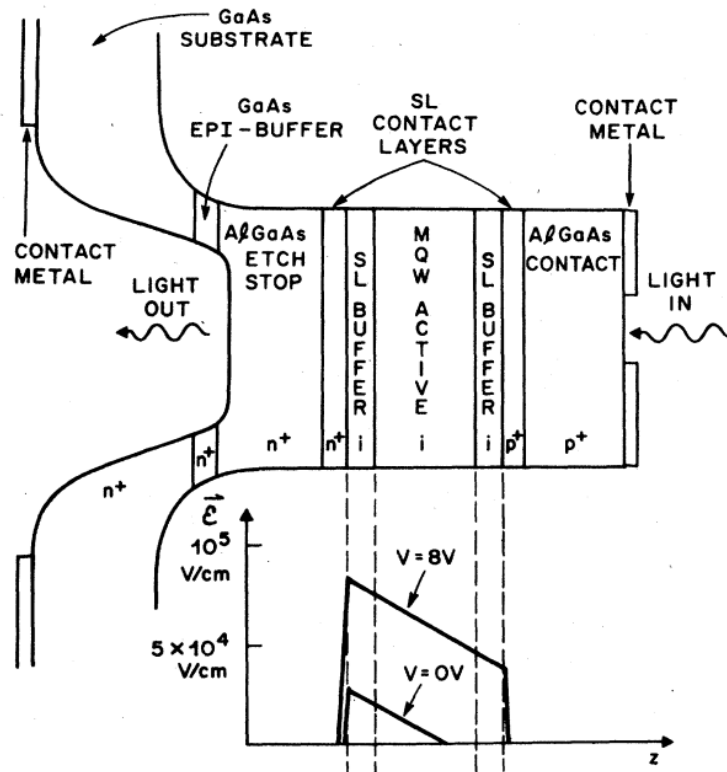 GaAs
SUBSTRATE
GaAs
EPI-BUFFER
SL
CONTACT
LAYERS
CONTACT
METAL
CONTACT
METAL
LIGHT
OUT
AlGaAs
ETCH
STOP
SL BUFFER
MQW ACTIVE
SL BUFFER
AlGaAs
CONTACT
LIGHT
IN
n+
n+
n+
n+
i
i
i
p+
p+
ℰ⃗
10⁵
V/cm
5 × 10⁴
V/cm
V=8V
V=0V
z